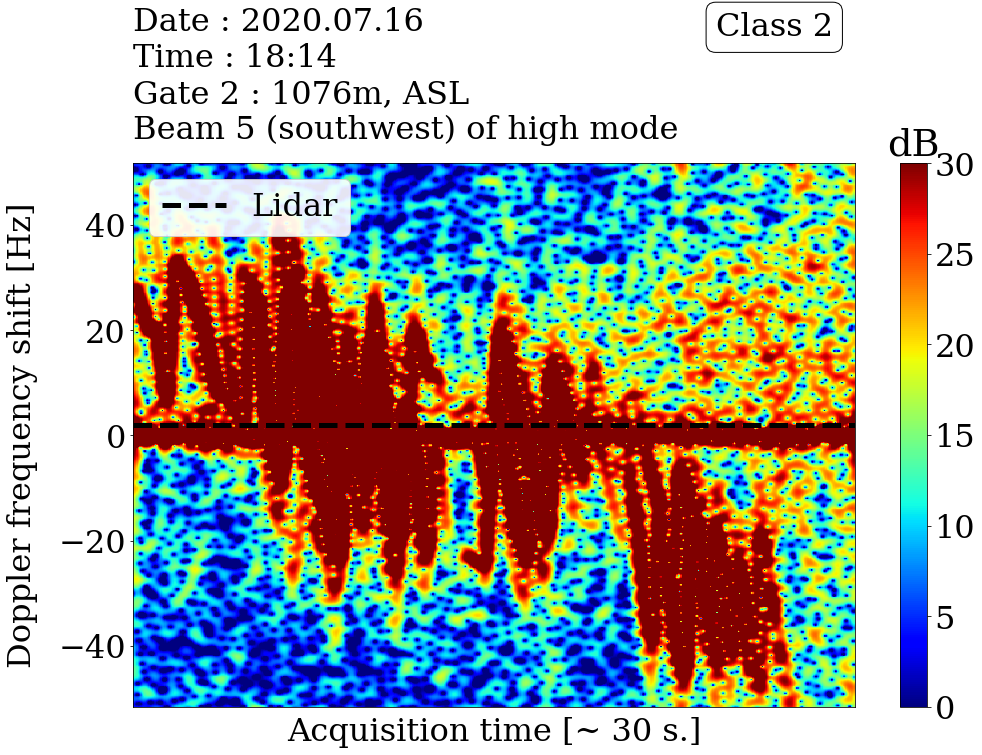 Date : 2020.07.16
Time : 18:14
Gate 2 : 1076m, ASL
Beam 5 (southwest) of high mode
Class 2
dB
Lidar
Doppler frequency shift [Hz]
40
20
0
−20
−40
30
25
20
15
10
5
0
Acquisition time [~ 30 s.]